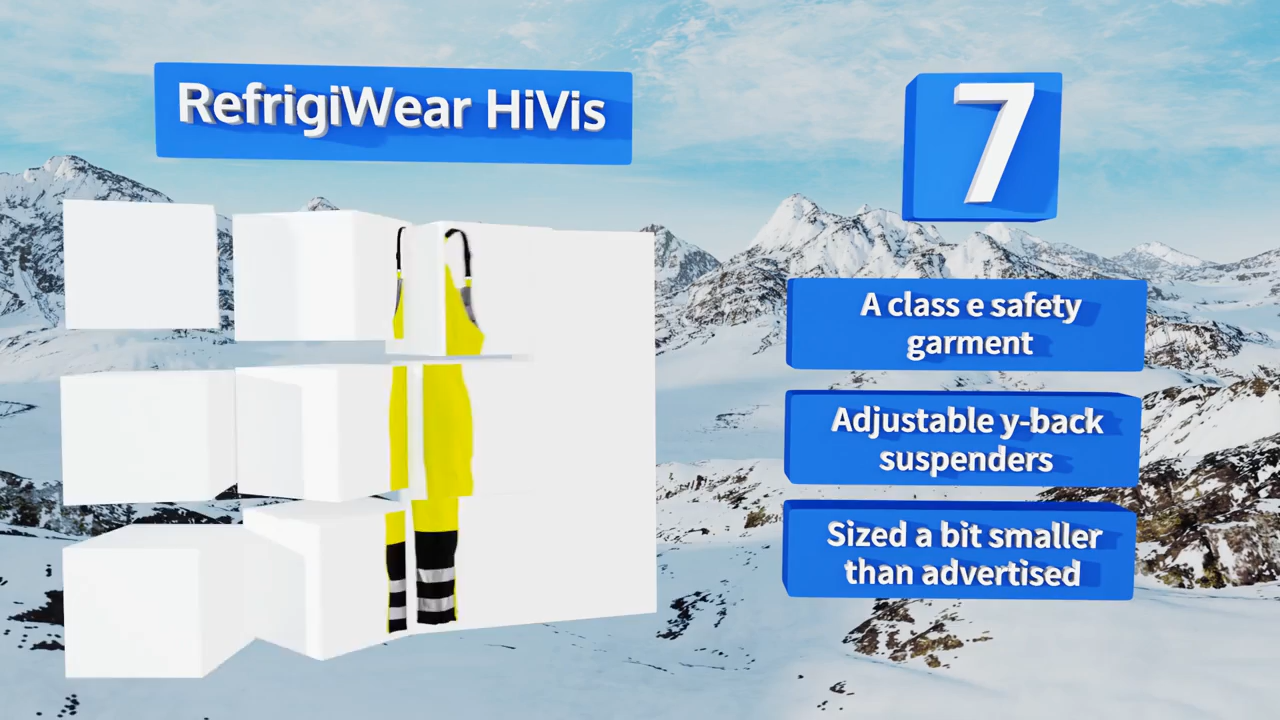 RefrigiWear HiVis
7
A class e safety
garment
Adjustable y-back
suspenders
Sized a bit smaller
than advertised